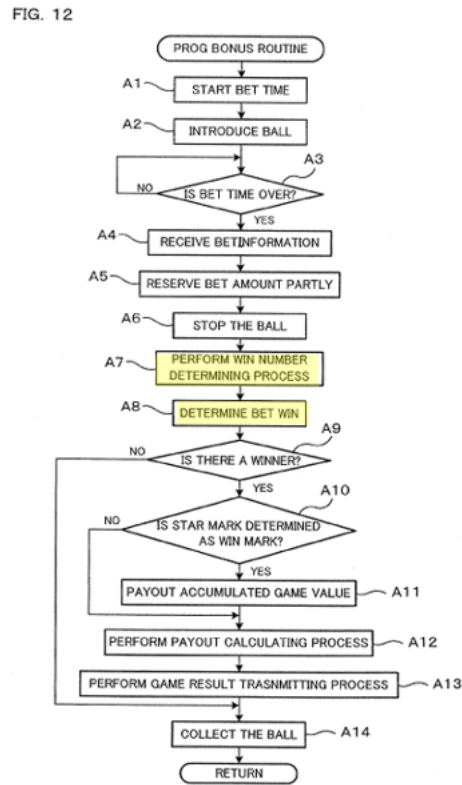 FIG. 12
PROG BONUS ROUTINE
A1
START BET TIME
A2
INTRODUCE BALL
A3
NO
IS BET TIME OVER?
YES
A4
RECEIVE BETINFORMATION
A5
RESERVE BET AMOUNT PARTLY
A6
STOP THE BALL
A7
PERFORM WIN NUMBER
DETERMINING PROCESS
A8
DETERMINE BET WIN
A9
NO
IS THERE A WINNER?
YES
A10
NO
IS STAR MARK DETERMINED
AS WIN MARK?
YES
PAYOUT ACCUMULATED GAME VALUE
A11
PERFORM PAYOUT CALCULATING PROCESS
A12
PERFORM GAME RESULT TRASNMITTING PROCESS
A13
COLLECT THE BALL
A14
RETURN